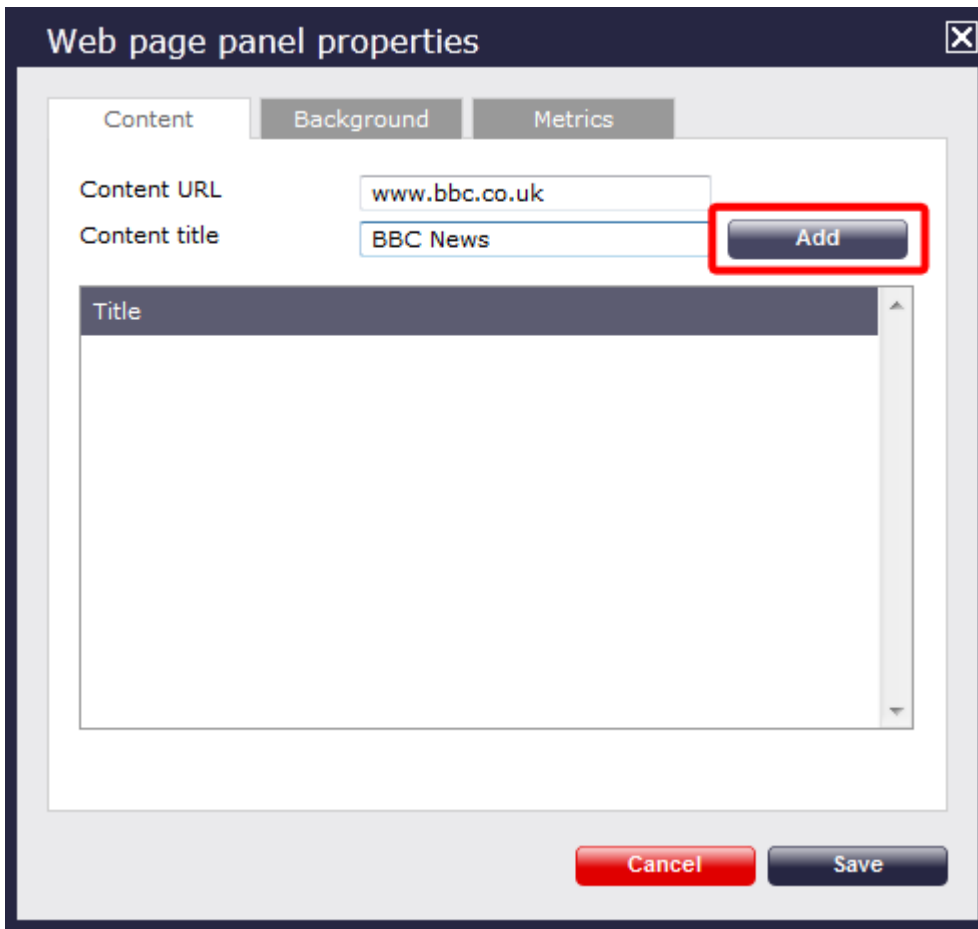 Web page panel properties
Content Background Metrics
Content URL www.bbc.co.uk
Content title BBC News Add
Title
Cancel Save